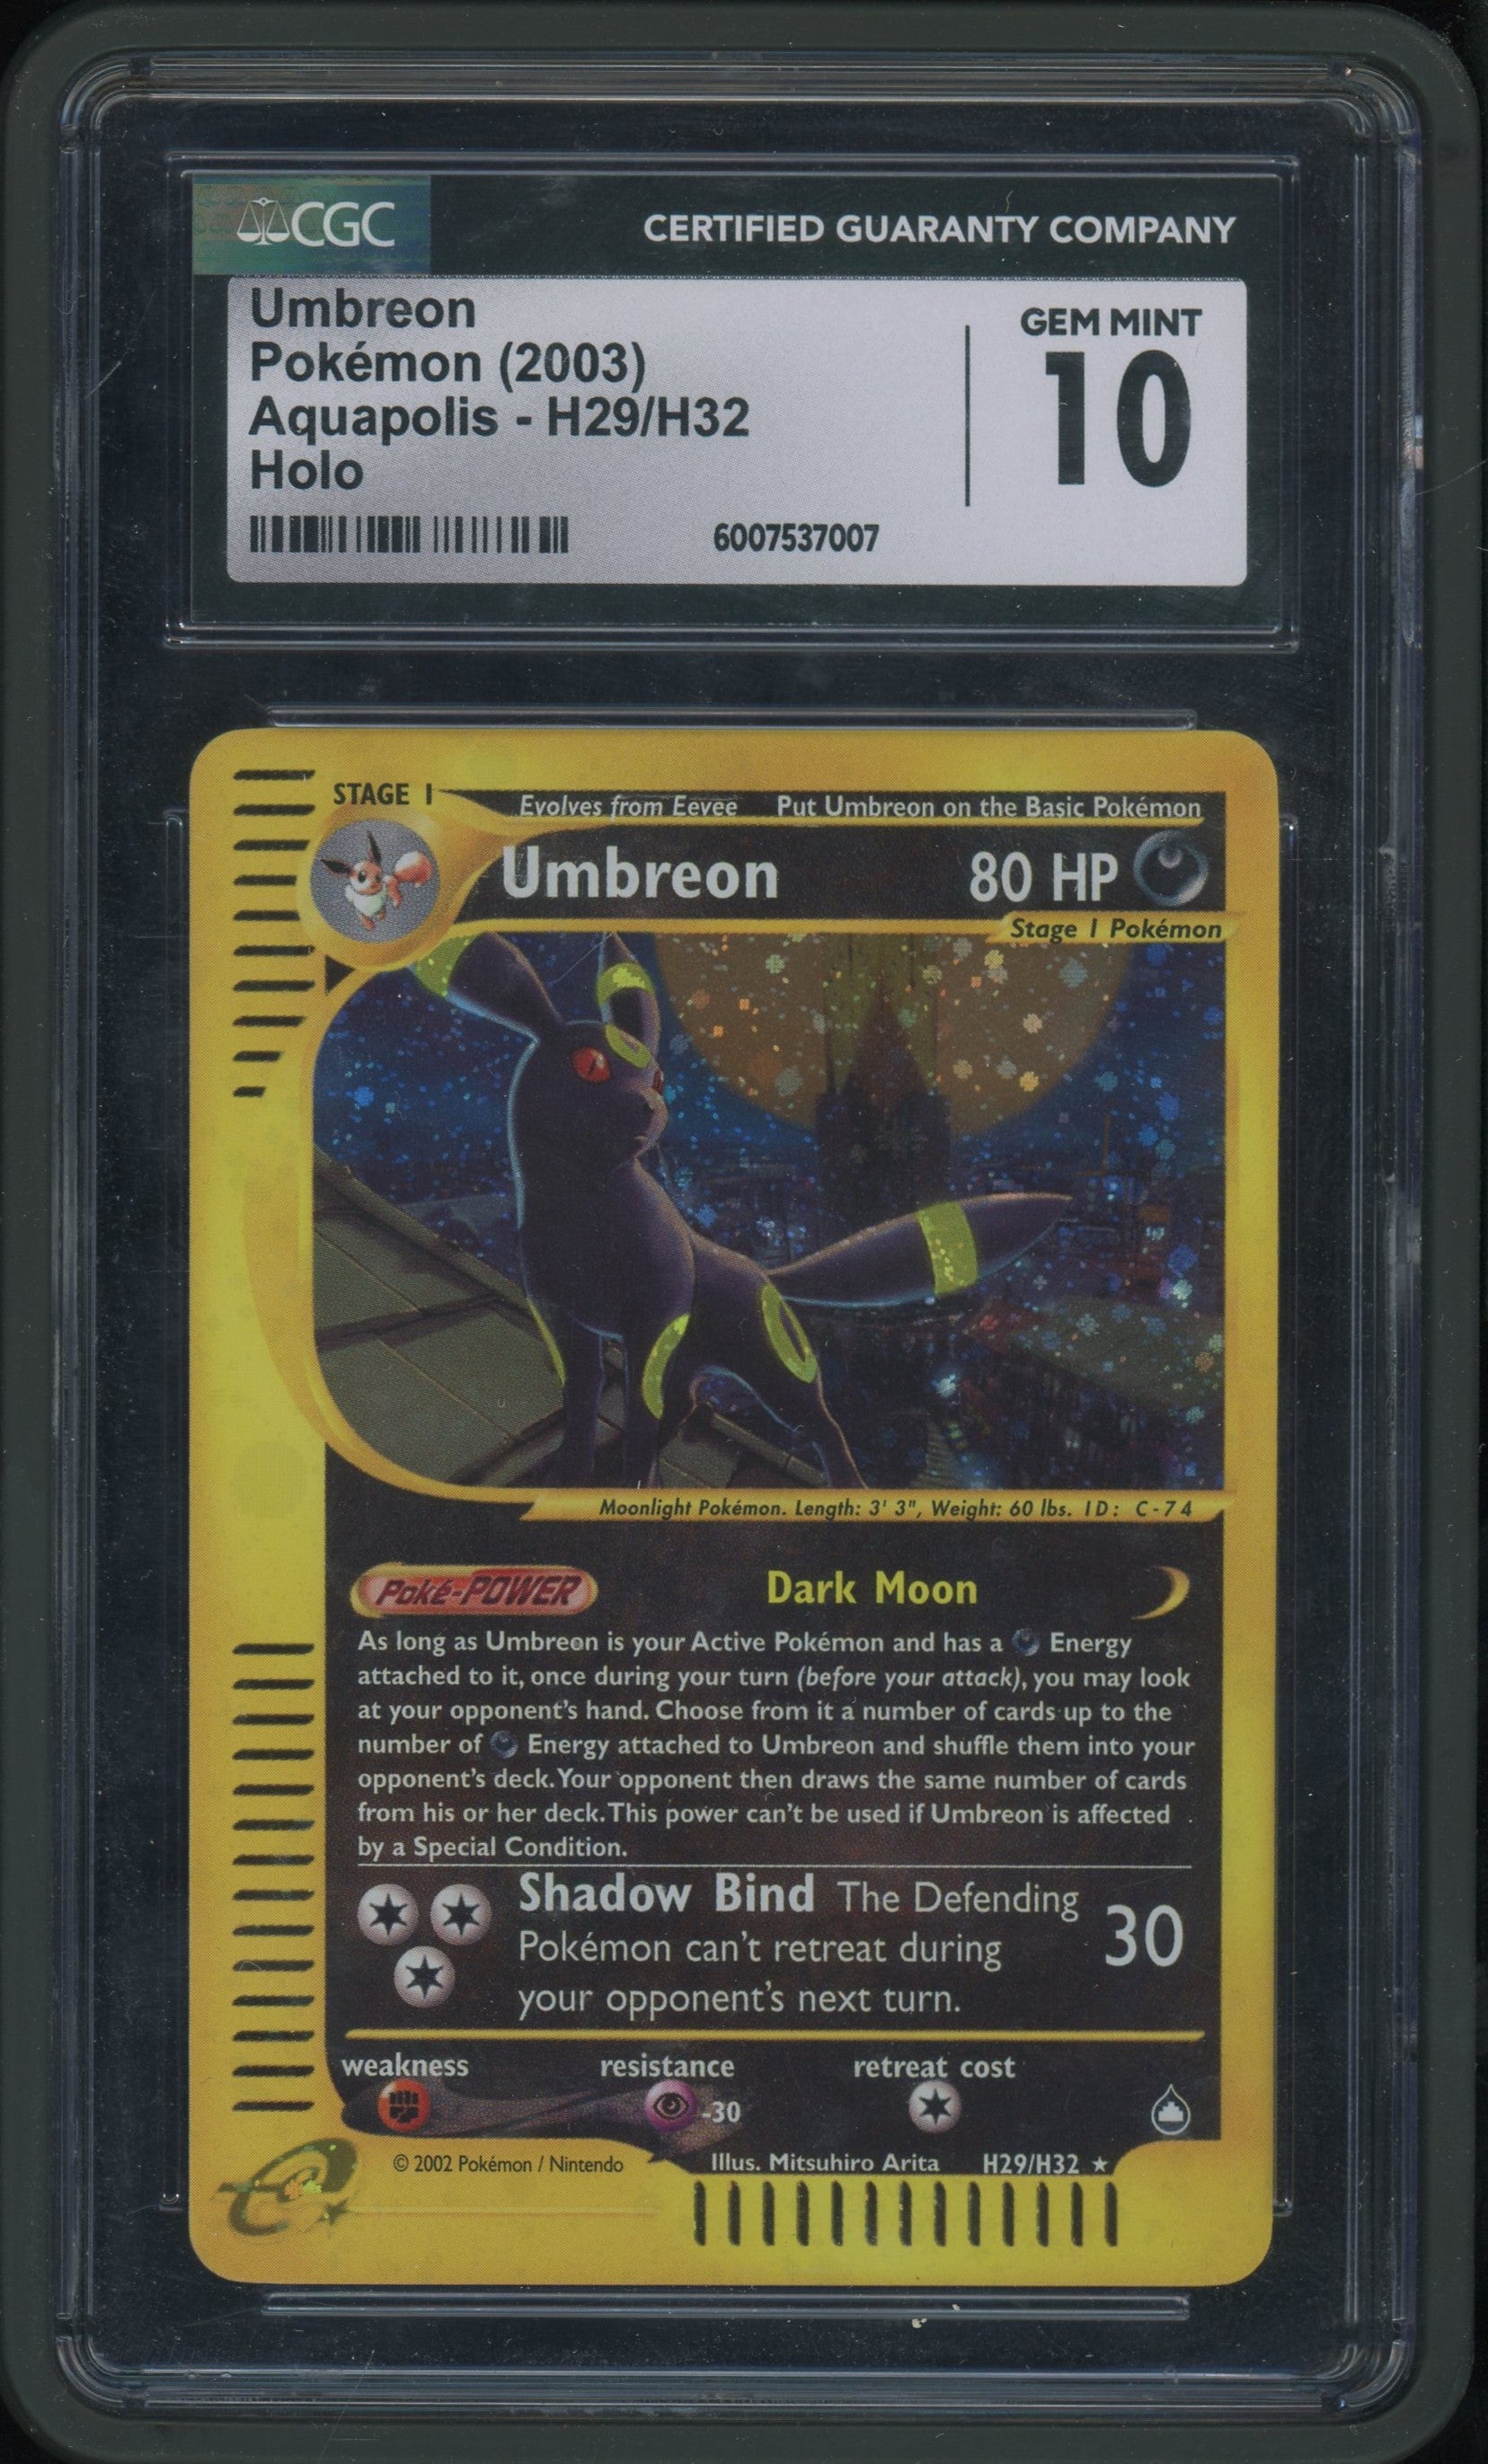 CGC
CERTIFIED GUARANTY COMPANY
Umbreon
Pokémon (2003)
Aquapolis - H29/H32
Holo
6007537007
GEM MINT
10
STAGE 1
Evolves from Eevee Put Umbreon on the Basic Pokémon
Umbreon 80 HP
Stage 1 Pokémon
Moonlight Pokémon. Length: 3' 3", Weight: 60 lbs. ID: C-74
Poké-POWER Dark Moon
As long as Umbreon is your Active Pokémon and has a Energy
attached to it, once during your turn (before your attack), you may look
at your opponent's hand. Choose from it a number of cards up to the
number of Energy attached to Umbreon and shuffle them into your
opponent's deck. Your opponent then draws the same number of cards
from his or her deck. This power can't be used if Umbreon is affected
by a Special Condition.
Shadow Bind The Defending
Pokémon can't retreat during
your opponent's next turn.
30
weakness resistance retreat cost
-30
© 2002 Pokémon / Nintendo Illus. Mitsuhiro Arita H29/H32 ★
e